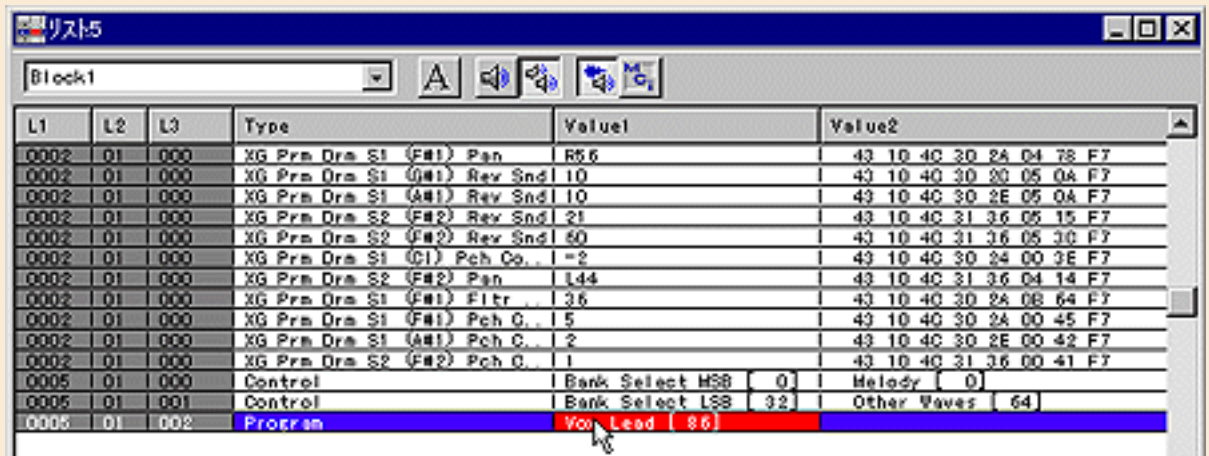 リスト5
Block1
A MCI
L1 L2 L3 Type Value1 Value2
0002 01 000 XG Prm Drm S1 (F#1) Pan R56 43 10 4C 30 2A 04 78 F7
0002 01 000 XG Prm Drm S1 (G#1) Rev Snd 10 43 10 4C 30 2C 05 0A F7
0002 01 000 XG Prm Drm S1 (A#1) Rev Snd 10 43 10 4C 30 2E 05 0A F7
0002 01 000 XG Prm Drm S2 (F#2) Rev Snd 21 43 10 4C 31 36 05 15 F7
0002 01 000 XG Prm Drm S2 (F#2) Rev Snd 60 43 10 4C 31 36 05 3C F7
0002 01 000 XG Prm Drm S1 (C1) Pch Co.. -2 43 10 4C 30 24 00 3E F7
0002 01 000 XG Prm Drm S2 (F#2) Pan L44 43 10 4C 31 36 04 14 F7
0002 01 000 XG Prm Drm S1 (F#1) Fltr .. 36 43 10 4C 30 2A 0B 64 F7
0002 01 000 XG Prm Drm S1 (F#1) Pch C.. 5 43 10 4C 30 2A 00 45 F7
0002 01 000 XG Prm Drm S1 (A#1) Pch C.. 2 43 10 4C 30 2E 00 42 F7
0002 01 000 XG Prm Drm S2 (F#2) Pch C.. 1 43 10 4C 31 36 00 41 F7
0005 01 000 Control Bank Select MSB [ 0] Melody [ 0]
0005 01 001 Control Bank Select LSB [ 32] Other Waves [ 64]
0005 01 002 Program Vox Lead [ 86]